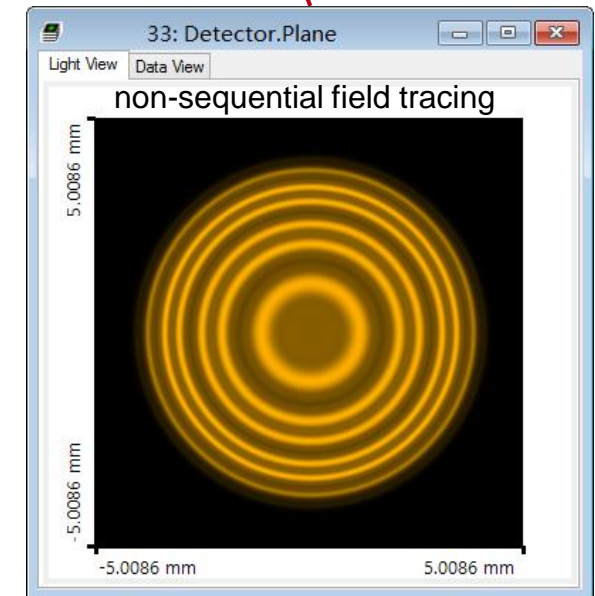 33: Detector.Plane
Light View Data View
non-sequential field tracing
5.0086 mm
-5.0086 mm
-5.0086 mm 5.0086 mm